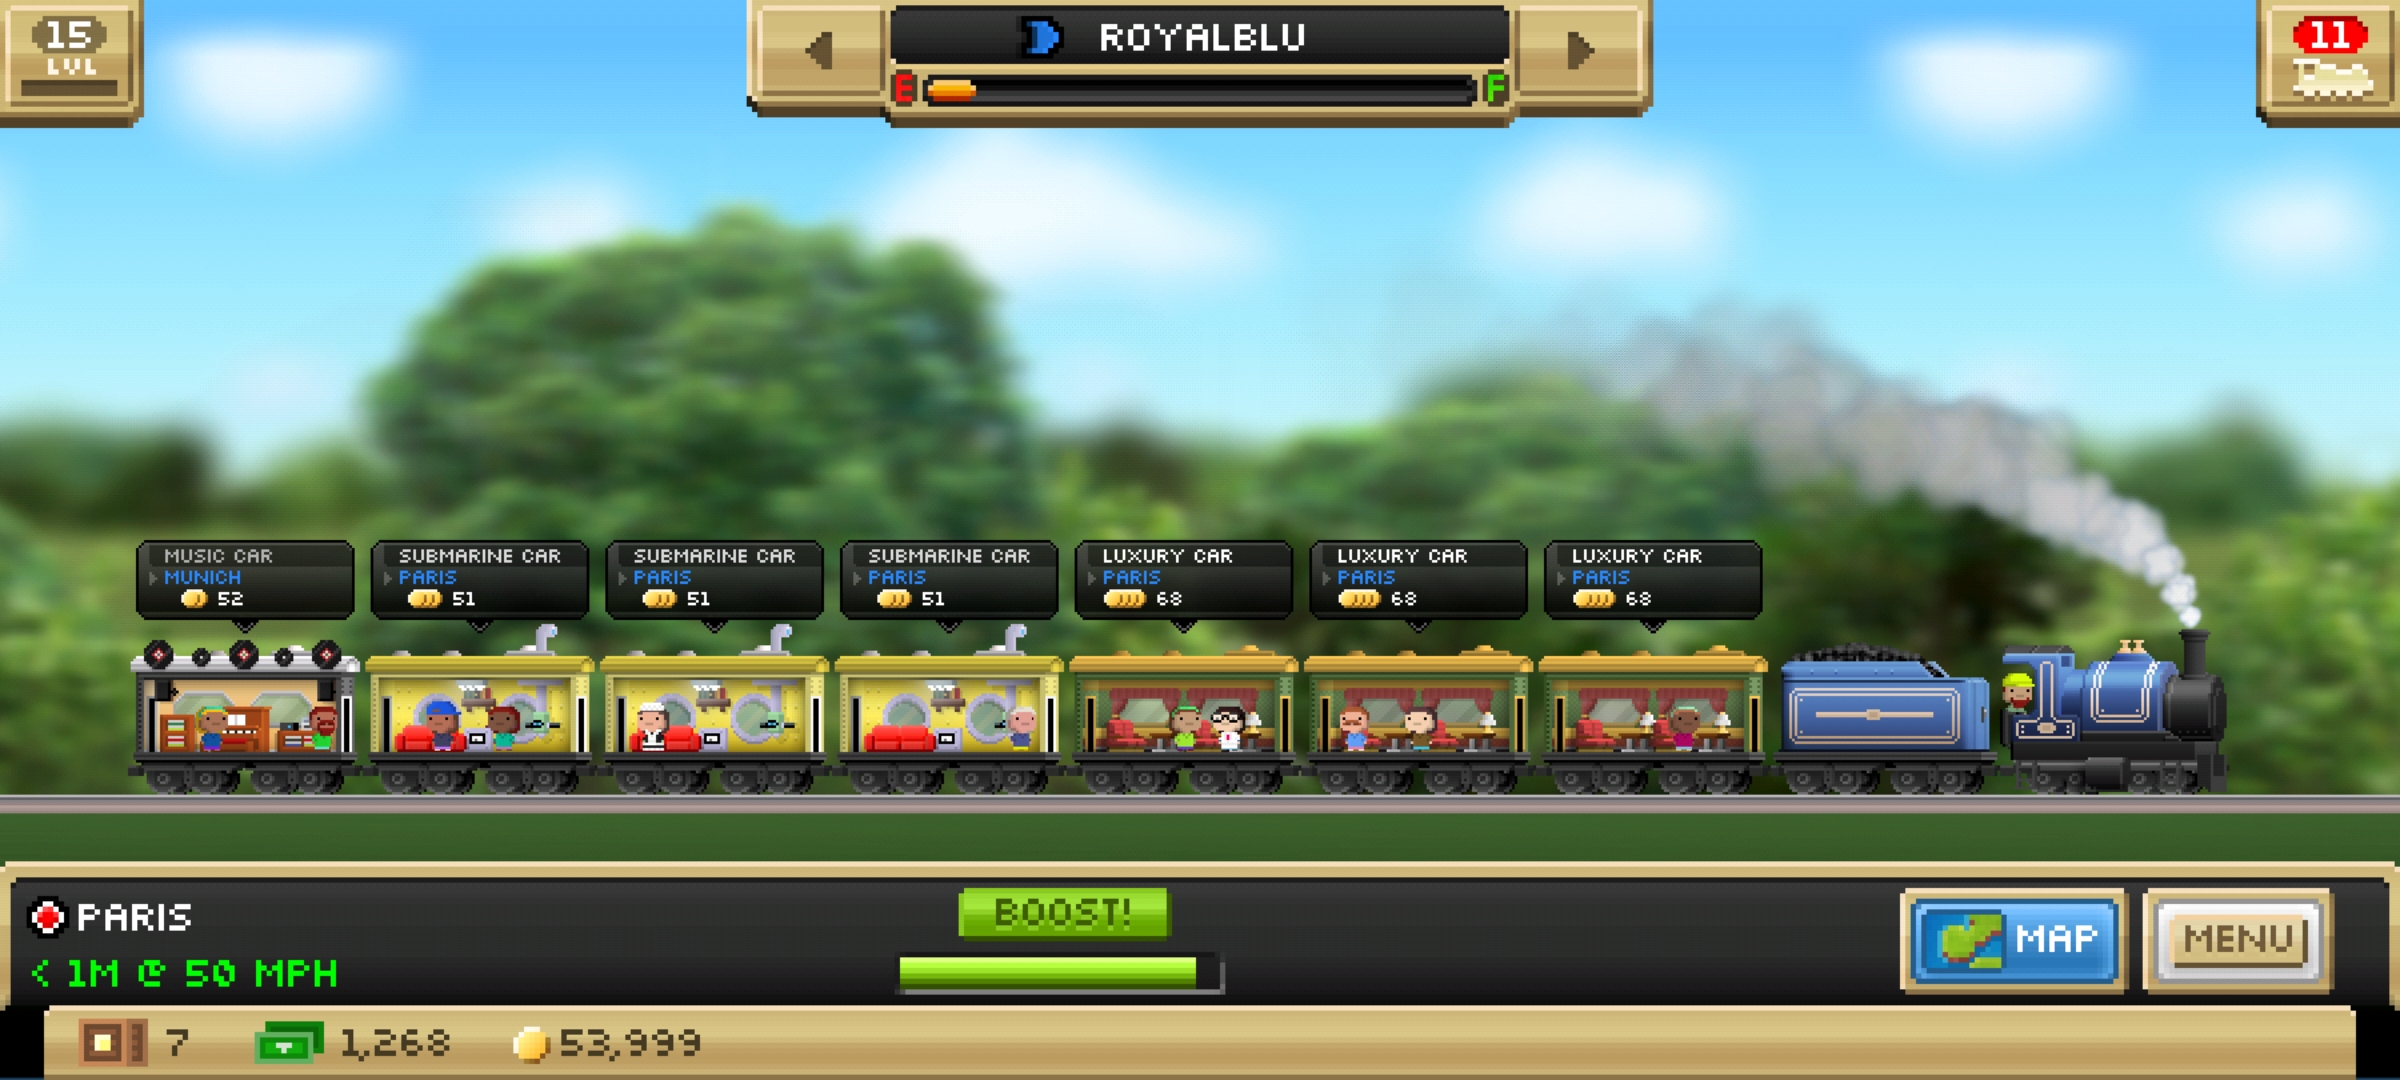 15
LVL
ROYALBLU
E F
11
MUSIC CAR
MUNICH
52
SUBMARINE CAR
PARIS
51
SUBMARINE CAR
PARIS
51
SUBMARINE CAR
PARIS
51
LUXURY CAR
PARIS
68
LUXURY CAR
PARIS
68
LUXURY CAR
PARIS
68
PARIS
< 1M @ 50 MPH
BOOST!
MAP
MENU
7 1,268 53,999